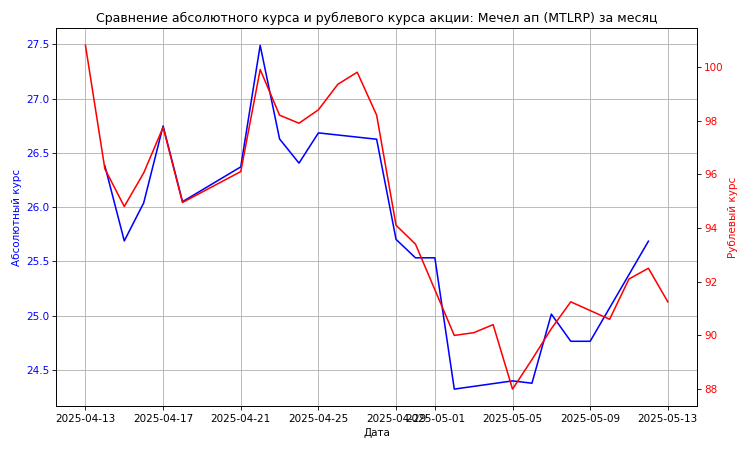 Сравнение абсолютного курса и рублевого курса акции: Мечел ап (MTLRP) за месяц
Абсолютный курс
27.5
27.0
26.5
26.0
25.5
25.0
24.5
100
98
96
94
92
90
88
Рублевый курс
2025-04-13 2025-04-17 2025-04-21 2025-04-25 2025-04-29 2025-05-01 2025-05-05 2025-05-09 2025-05-13
Дата